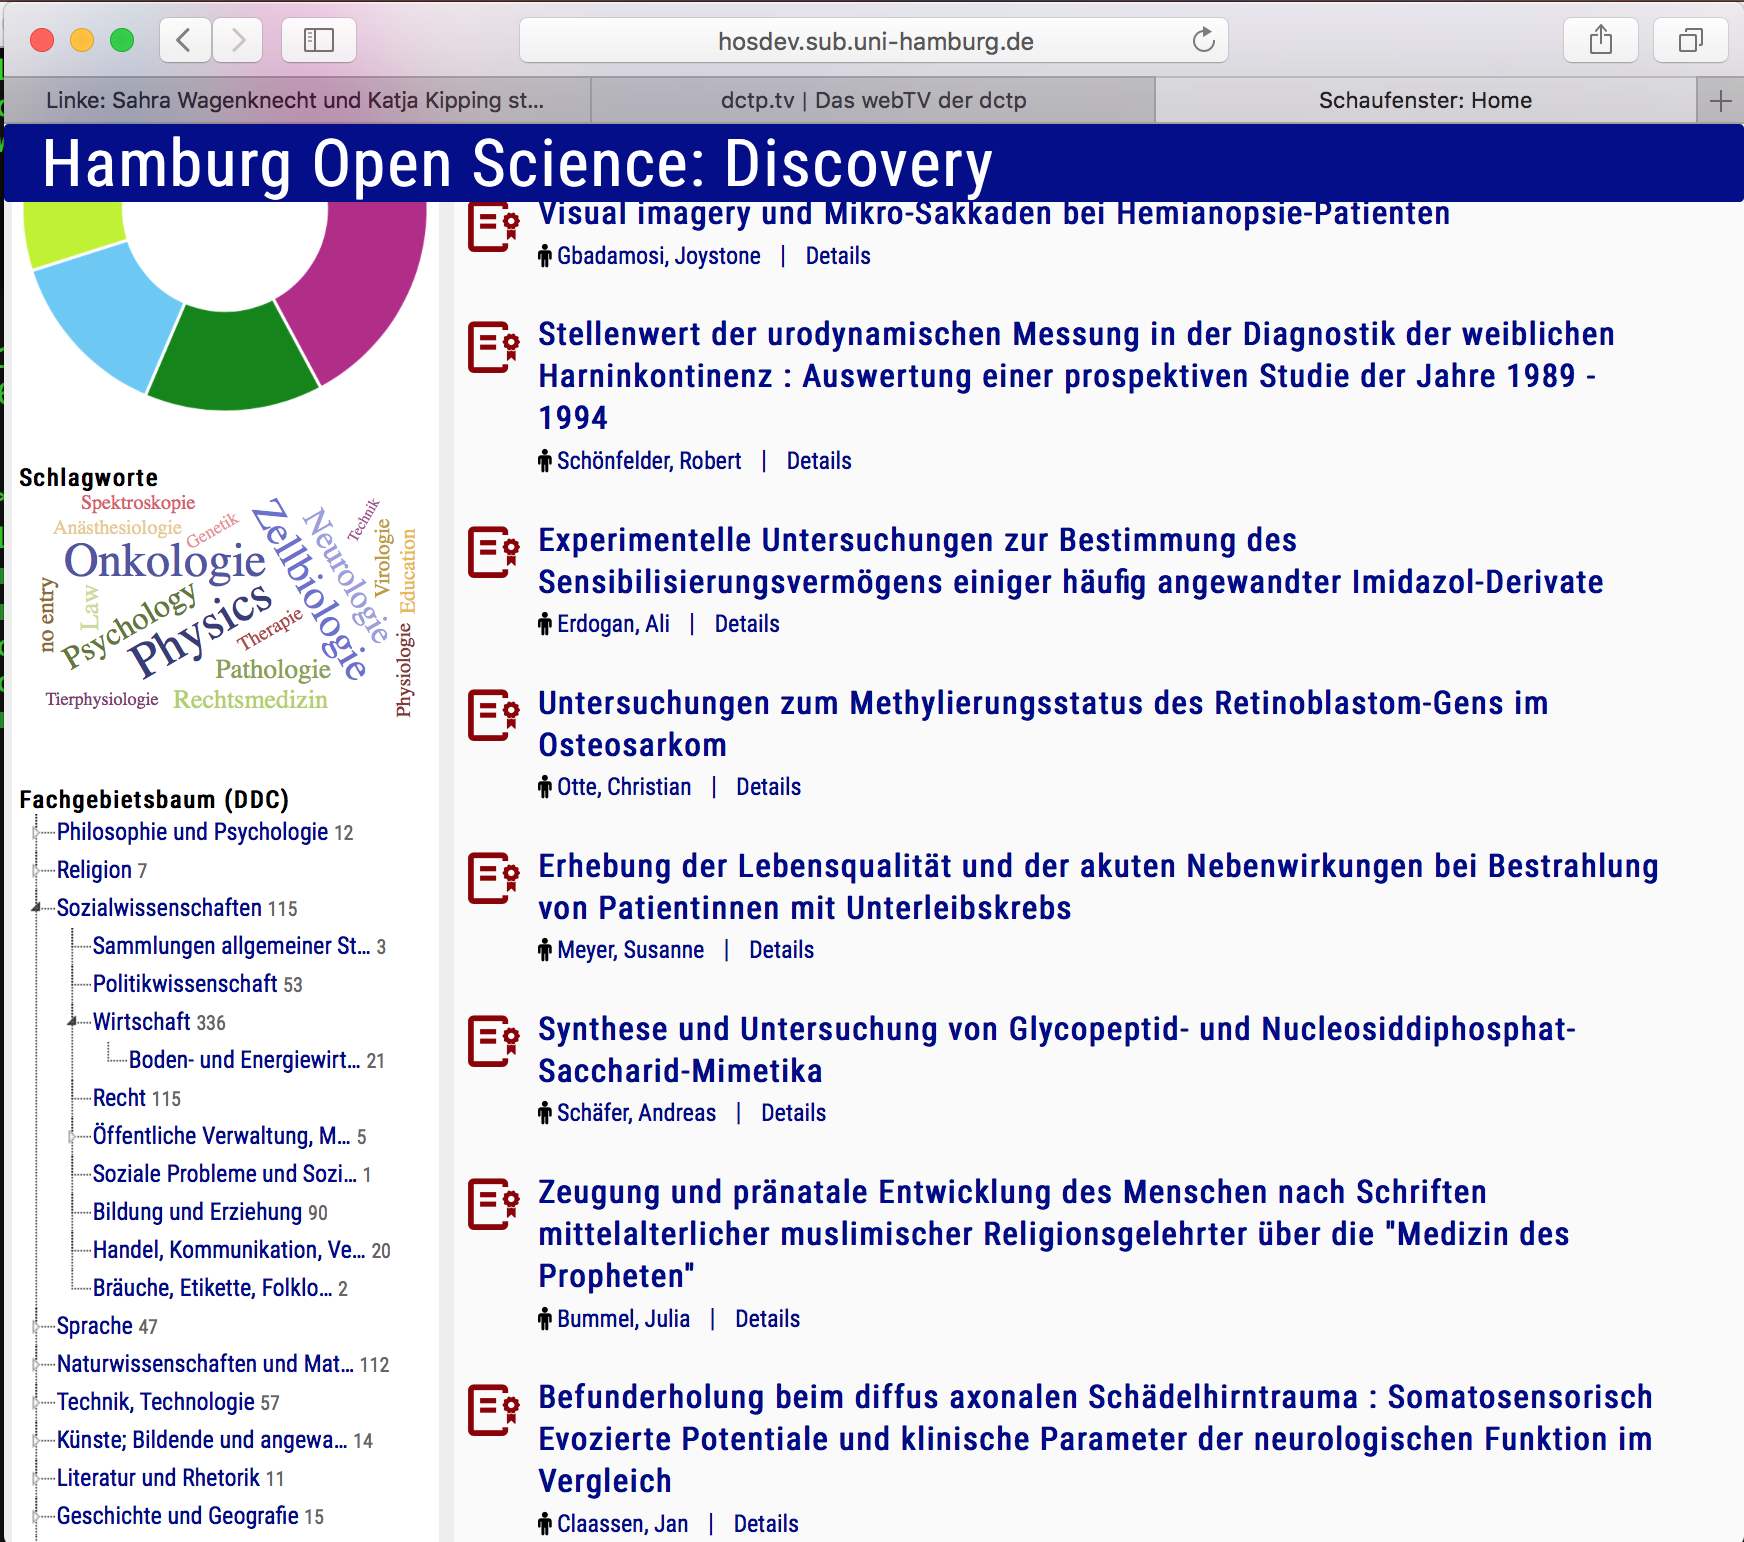 hosdev.sub.uni-hamburg.de
Linke: Sahra Wagenknecht und Katja Kipping st...
dctp.tv | Das webTV der dctp
Schaufenster: Home
Hamburg Open Science: Discovery
Schlagworte
Spektroskopie
Anästhesiologie
Genetik
Zellbiologie
Neurologie
Technik
Virologie
Education
Onkologie
no entry
Law
Psychology
Physics
Therapie
Pathologie
Physiologie
Tierphysiologie
Rechtsmedizin
Fachgebietsbaum (DDC)
Philosophie und Psychologie 12
Religion 7
Sozialwissenschaften 115
Sammlungen allgemeiner St... 3
Politikwissenschaft 53
Wirtschaft 336
Boden- und Energiewirt... 21
Recht 115
Öffentliche Verwaltung, M... 5
Soziale Probleme und Sozi... 1
Bildung und Erziehung 90
Handel, Kommunikation, Ve... 20
Bräuche, Etikette, Folklo... 2
Sprache 47
Naturwissenschaften und Mat... 112
Technik, Technologie 57
Künste; Bildende und angewa... 14
Literatur und Rhetorik 11
Geschichte und Geografie 15
Visual imagery und Mikro-Sakkaden bei Hemianopsie-Patienten
Gbadamosi, Joystone | Details
Stellenwert der urodynamischen Messung in der Diagnostik der weiblichen
Harninkontinenz : Auswertung einer prospektiven Studie der Jahre 1989 -
1994
Schönfelder, Robert | Details
Experimentelle Untersuchungen zur Bestimmung des
Sensibilisierungsvermögens einiger häufig angewandter Imidazol-Derivate
Erdogan, Ali | Details
Untersuchungen zum Methylierungsstatus des Retinoblastom-Gens im
Osteosarkom
Otte, Christian | Details
Erhebung der Lebensqualität und der akuten Nebenwirkungen bei Bestrahlung
von Patientinnen mit Unterleibskrebs
Meyer, Susanne | Details
Synthese und Untersuchung von Glycopeptid- und Nucleosiddiphosphat-
Saccharid-Mimetika
Schäfer, Andreas | Details
Zeugung und pränatale Entwicklung des Menschen nach Schriften
mittelalterlicher muslimischer Religionsgelehrter über die "Medizin des
Propheten"
Bummel, Julia | Details
Befunderholung beim diffus axonalen Schädelhirntrauma : Somatosensorisch
Evozierte Potentiale und klinische Parameter der neurologischen Funktion im
Vergleich
Claassen, Jan | Details